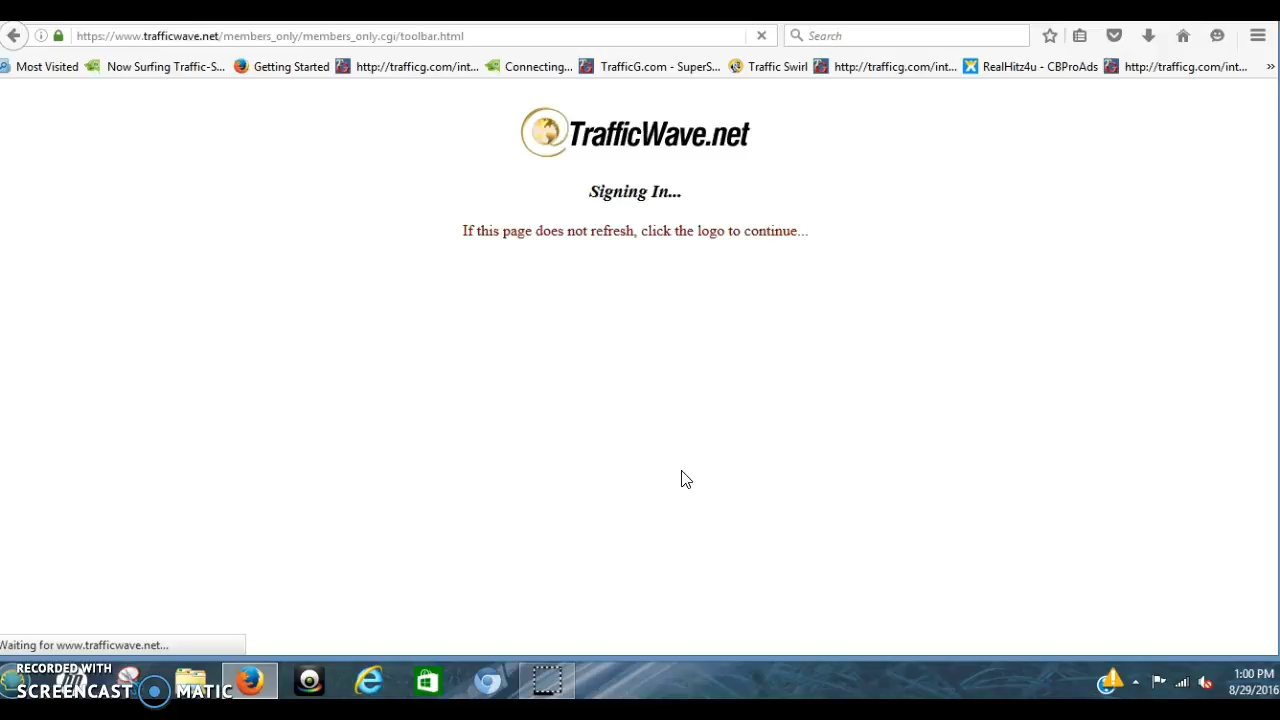 https://www.trafficwave.net/members_only/members_only.cgi/toolbar.html
Search
Most Visited
Now Surfing Traffic-S...
Getting Started
http://trafficg.com/int...
Connecting...
TrafficG.com - SuperS...
Traffic Swirl
http://trafficg.com/int...
RealHitz4u - CBProAds
http://trafficg.com/int...
TrafficWave.net
Signing In...
If this page does not refresh, click the logo to continue...
Waiting for www.trafficwave.net...
RECORDED WITH
SCREENCAST MATIC
1:00 PM
8/29/2016